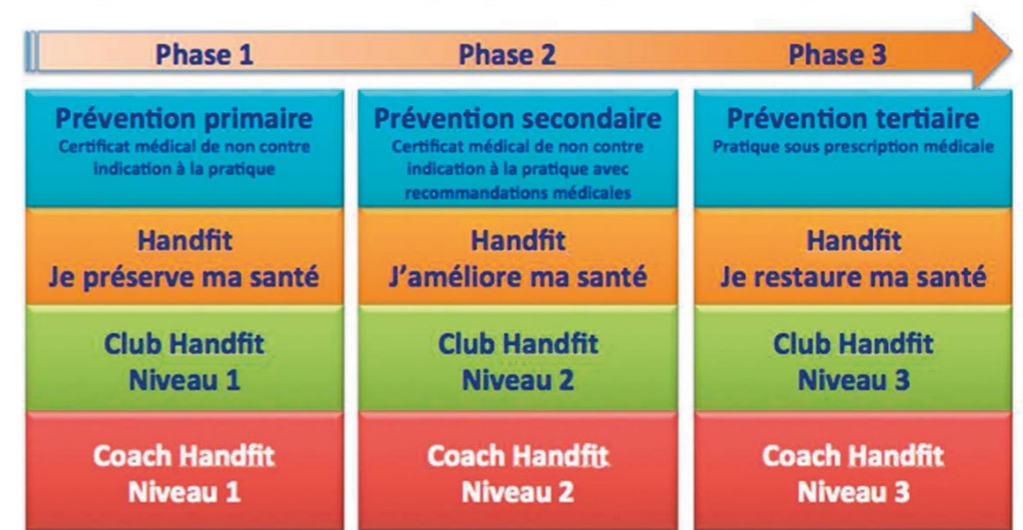 Phase 1
Phase 2
Phase 3
Prévention primaire
Certificat médical de non contre
indication à la pratique
Prévention secondaire
Certificat médical de non contre
indication à la pratique avec
recommandations médicales
Prévention tertiaire
Pratique sous prescription médicale
Handfit
Je préserve ma santé
Handfit
J'améliore ma santé
Handfit
Je restaure ma santé
Club Handfit
Niveau 1
Club Handfit
Niveau 2
Club Handfit
Niveau 3
Coach Handfit
Niveau 1
Coach Handfit
Niveau 2
Coach Handfit
Niveau 3